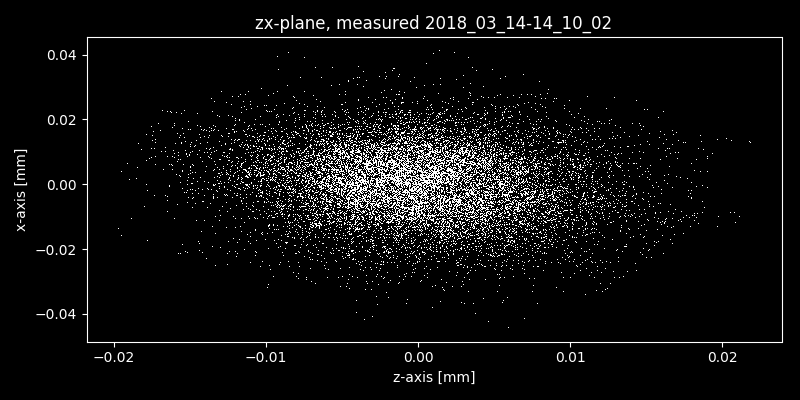 zx-plane, measured 2018_03_14-14_10_02
0.04
0.02
0.00
−0.02
−0.04
x-axis [mm]
−0.02 −0.01 0.00 0.01 0.02
z-axis [mm]